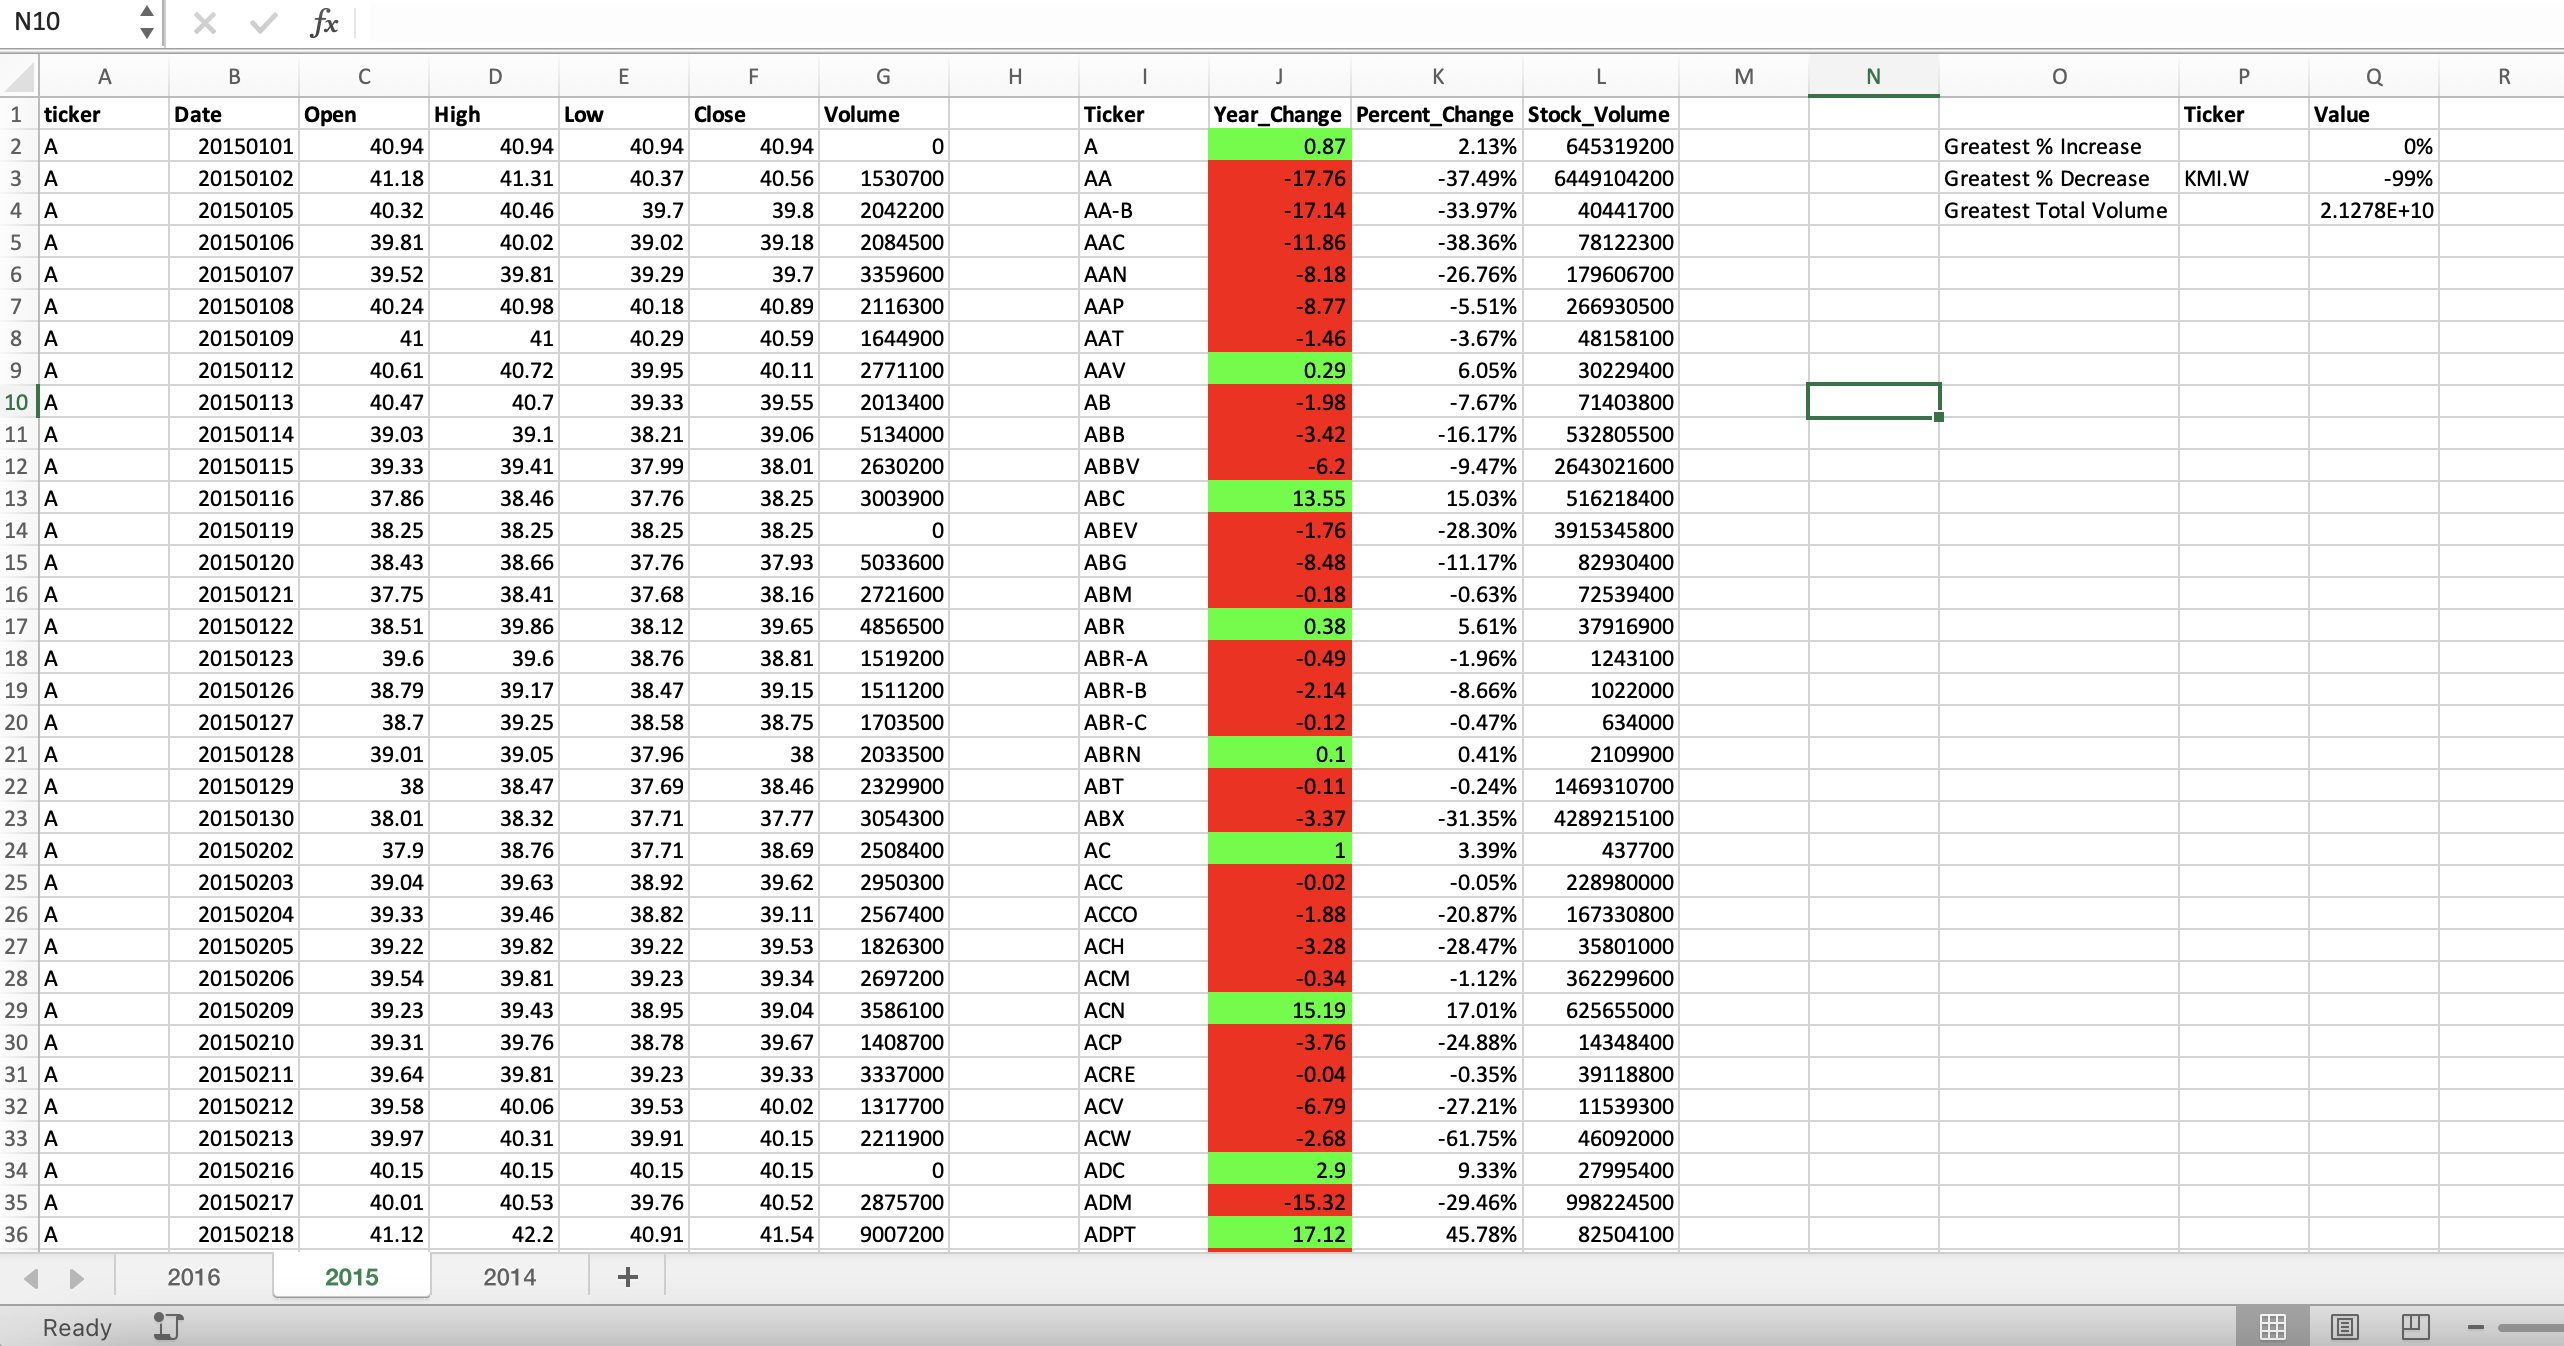 N10 fx
A B C D E F G H I J K L M N O P Q R
1 ticker Date Open High Low Close Volume Ticker Year_Change Percent_Change Stock_Volume Ticker Value
2 A 20150101 40.94 40.94 40.94 40.94 0 A 0.87 2.13% 645319200 Greatest % Increase 0%
3 A 20150102 41.18 41.31 40.37 40.56 1530700 AA -17.76 -37.49% 6449104200 Greatest % Decrease KMI.W -99%
4 A 20150105 40.32 40.46 39.7 39.8 2042200 AA-B -17.14 -33.97% 40441700 Greatest Total Volume 2.1278E+10
5 A 20150106 39.81 40.02 39.02 39.18 2084500 AAC -11.86 -38.36% 78122300
6 A 20150107 39.52 39.81 39.29 39.7 3359600 AAN -8.18 -26.76% 179606700
7 A 20150108 40.24 40.98 40.18 40.89 2116300 AAP -8.77 -5.51% 266930500
8 A 20150109 41 41 40.29 40.59 1644900 AAT -1.46 -3.67% 48158100
9 A 20150112 40.61 40.72 39.95 40.11 2771100 AAV 0.29 6.05% 30229400
10 A 20150113 40.47 40.7 39.33 39.55 2013400 AB -1.98 -7.67% 71403800
11 A 20150114 39.03 39.1 38.21 39.06 5134000 ABB -3.42 -16.17% 532805500
12 A 20150115 39.33 39.41 37.99 38.01 2630200 ABBV -6.2 -9.47% 2643021600
13 A 20150116 37.86 38.46 37.76 38.25 3003900 ABC 13.55 15.03% 516218400
14 A 20150119 38.25 38.25 38.25 38.25 0 ABEV -1.76 -28.30% 3915345800
15 A 20150120 38.43 38.66 37.76 37.93 5033600 ABG -8.48 -11.17% 82930400
16 A 20150121 37.75 38.41 37.68 38.16 2721600 ABM -0.18 -0.63% 72539400
17 A 20150122 38.51 39.86 38.12 39.65 4856500 ABR 0.38 5.61% 37916900
18 A 20150123 39.6 39.6 38.76 38.81 1519200 ABR-A -0.49 -1.96% 1243100
19 A 20150126 38.79 39.17 38.47 39.15 1511200 ABR-B -2.14 -8.66% 1022000
20 A 20150127 38.7 39.25 38.58 38.75 1703500 ABR-C -0.12 -0.47% 634000
21 A 20150128 39.01 39.05 37.96 38 2033500 ABRN 0.1 0.41% 2109900
22 A 20150129 38 38.47 37.69 38.46 2329900 ABT -0.11 -0.24% 1469310700
23 A 20150130 38.01 38.32 37.71 37.77 3054300 ABX -3.37 -31.35% 4289215100
24 A 20150202 37.9 38.76 37.71 38.69 2508400 AC 1 3.39% 437700
25 A 20150203 39.04 39.63 38.92 39.62 2950300 ACC -0.02 -0.05% 228980000
26 A 20150204 39.33 39.46 38.82 39.11 2567400 ACCO -1.88 -20.87% 167330800
27 A 20150205 39.22 39.82 39.22 39.53 1826300 ACH -3.28 -28.47% 35801000
28 A 20150206 39.54 39.81 39.23 39.34 2697200 ACM -0.34 -1.12% 362299600
29 A 20150209 39.23 39.43 38.95 39.04 3586100 ACN 15.19 17.01% 625655000
30 A 20150210 39.31 39.76 38.78 39.67 1408700 ACP -3.76 -24.88% 14348400
31 A 20150211 39.64 39.81 39.23 39.33 3337000 ACRE -0.04 -0.35% 39118800
32 A 20150212 39.58 40.06 39.53 40.02 1317700 ACV -6.79 -27.21% 11539300
33 A 20150213 39.97 40.31 39.91 40.15 2211900 ACW -2.68 -61.75% 46092000
34 A 20150216 40.15 40.15 40.15 40.15 0 ADC 2.9 9.33% 27995400
35 A 20150217 40.01 40.53 39.76 40.52 2875700 ADM -15.32 -29.46% 998224500
36 A 20150218 41.12 42.2 40.91 41.54 9007200 ADPT 17.12 45.78% 82504100
2016 2015 2014 +
Ready